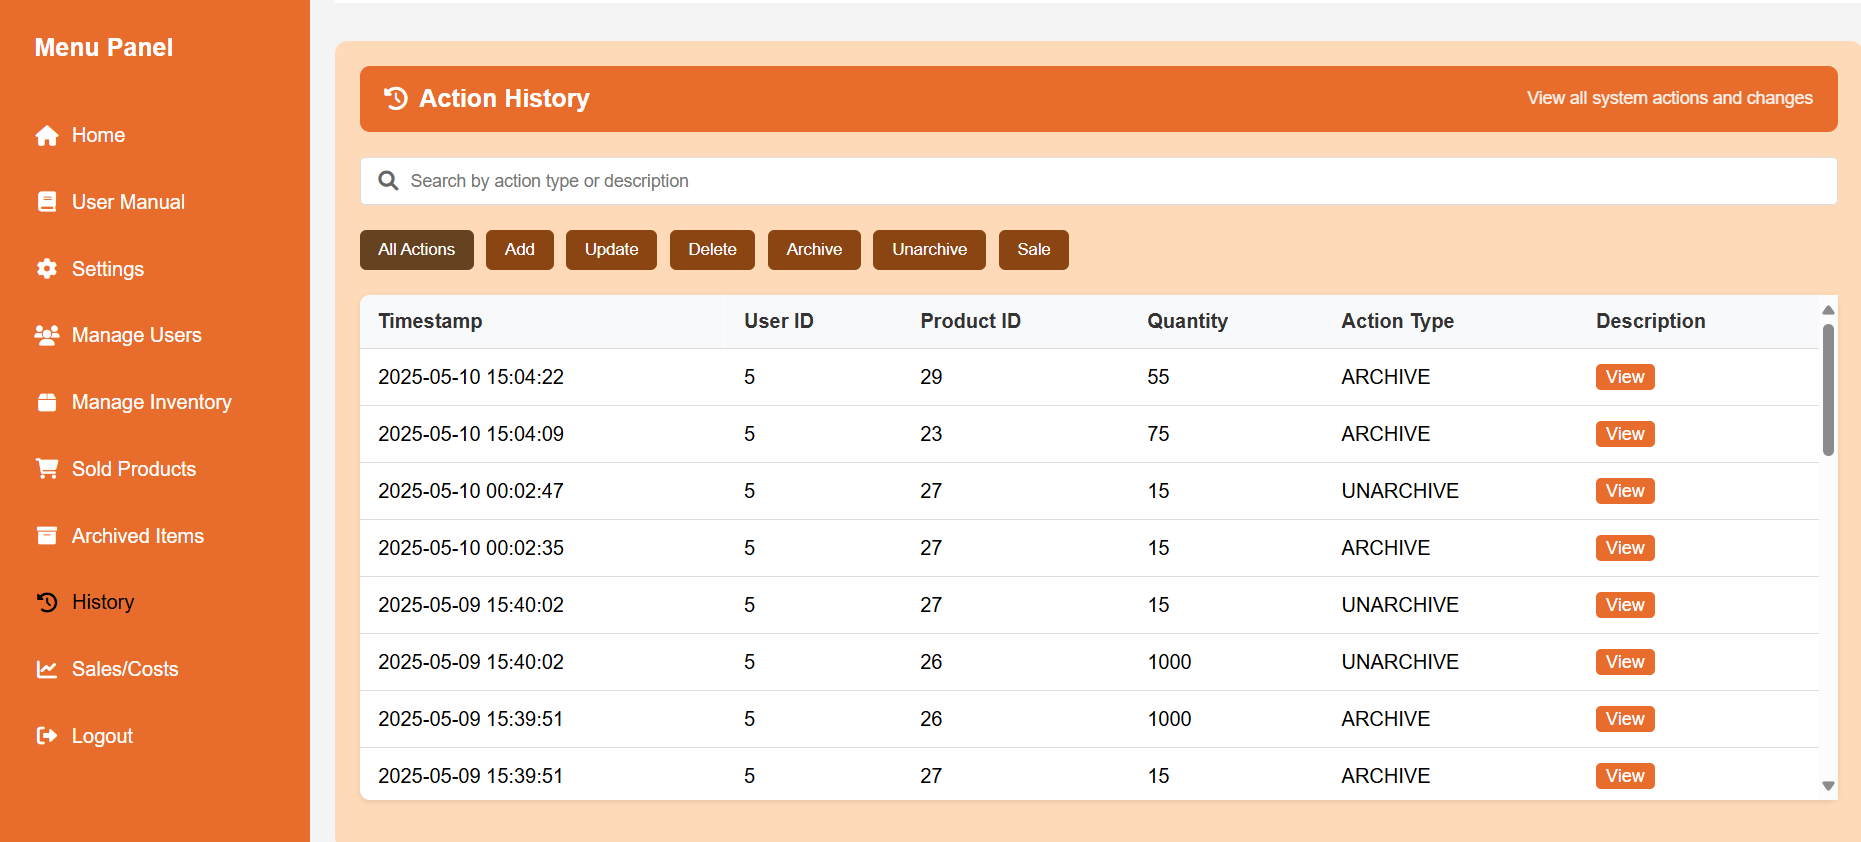 Menu Panel
Home
User Manual
Settings
Manage Users
Manage Inventory
Sold Products
Archived Items
History
Sales/Costs
Logout
Action History
View all system actions and changes
Search by action type or description
All Actions Add Update Delete Archive Unarchive Sale
Timestamp User ID Product ID Quantity Action Type Description
2025-05-10 15:04:22 5 29 55 ARCHIVE View
2025-05-10 15:04:09 5 23 75 ARCHIVE View
2025-05-10 00:02:47 5 27 15 UNARCHIVE View
2025-05-10 00:02:35 5 27 15 ARCHIVE View
2025-05-09 15:40:02 5 27 15 UNARCHIVE View
2025-05-09 15:40:02 5 26 1000 UNARCHIVE View
2025-05-09 15:39:51 5 26 1000 ARCHIVE View
2025-05-09 15:39:51 5 27 15 ARCHIVE View